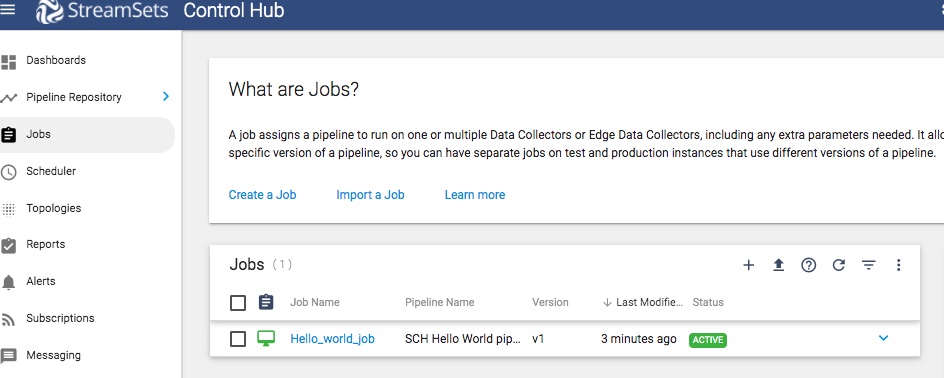 StreamSets Control Hub
Dashboards
Pipeline Repository
Jobs
Scheduler
Topologies
Reports
Alerts
Subscriptions
Messaging
What are Jobs?
A job assigns a pipeline to run on one or multiple Data Collectors or Edge Data Collectors, including any extra parameters needed. It allo
specific version of a pipeline, so you can have separate jobs on test and production instances that use different versions of a pipeline.
Create a Job Import a Job Learn more
Jobs (1)
Job Name Pipeline Name Version Last Modifie... Status
Hello_world_job SCH Hello World pip... v1 3 minutes ago ACTIVE